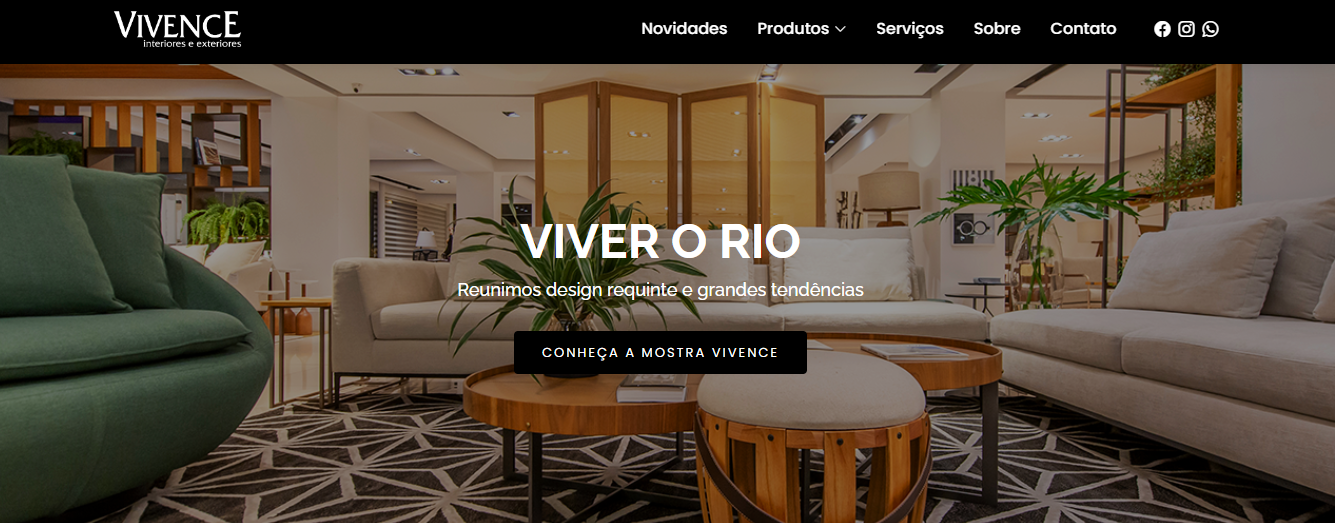 VIVENCE
interiores e exteriores
Novidades
Produtos
Serviços
Sobre
Contato
VIVER O RIO
Reunimos design requinte e grandes tendências
CONHEÇA A MOSTRA VIVENCE